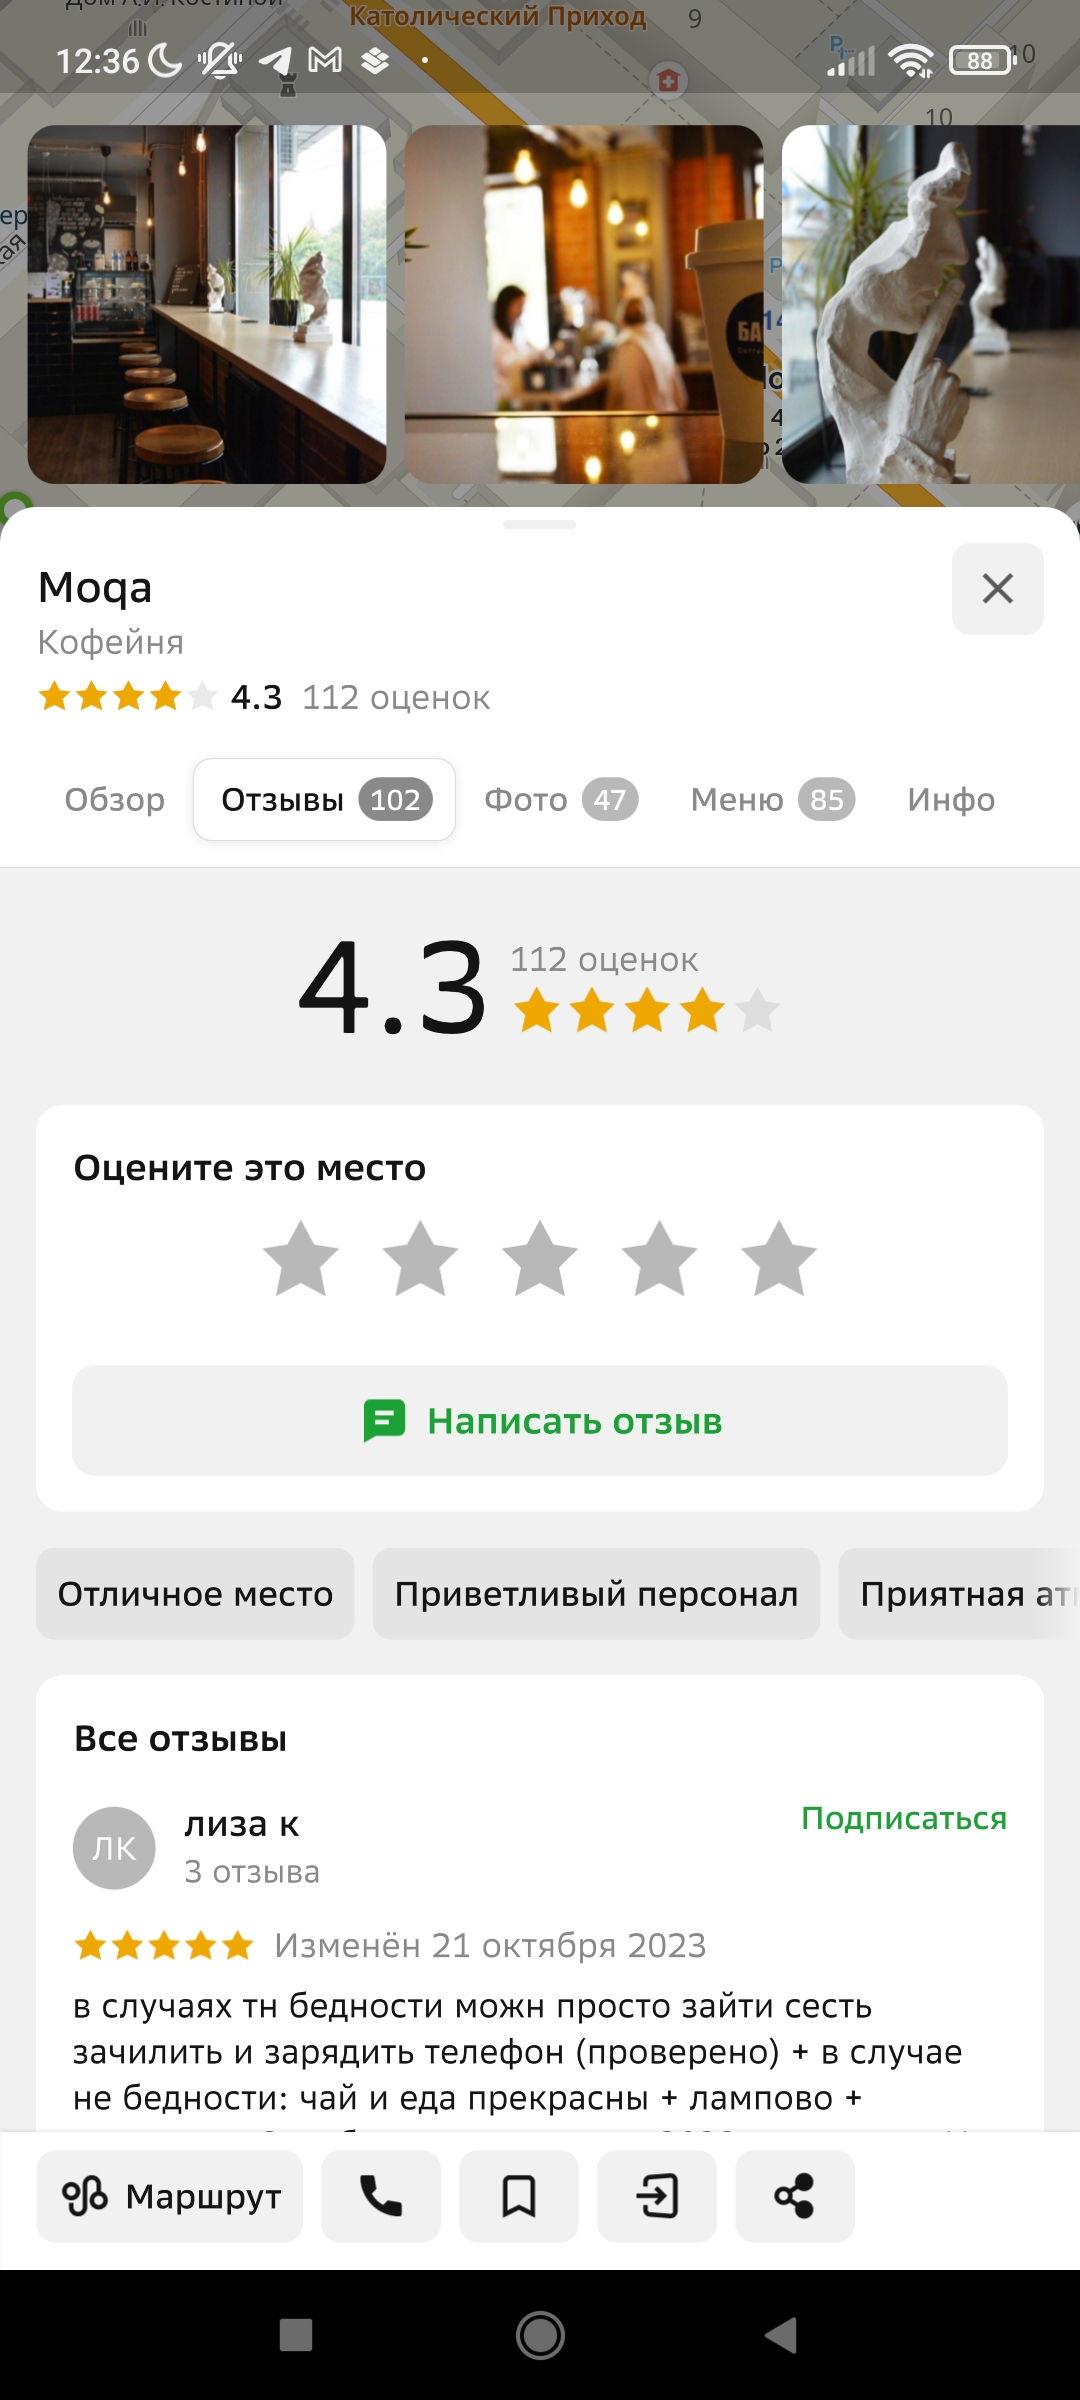 Католический Приход
9
12:36
88
10
10
БА
Moqa
Кофейня
4.3 112 оценок
Обзор
Отзывы 102
Фото 47
Меню 85
Инфо
4.3
112 оценок
Оцените это место
Написать отзыв
Отличное место
Приветливый персонал
Приятная
Все отзывы
ЛК
лиза к
Подписаться
3 отзыва
Изменён 21 октября 2023
в случаях тн бедности можн просто зайти сесть
зачилить и зарядить телефон (проверено) + в случае
не бедности: чай и еда прекрасны + лампово +
Маршрут